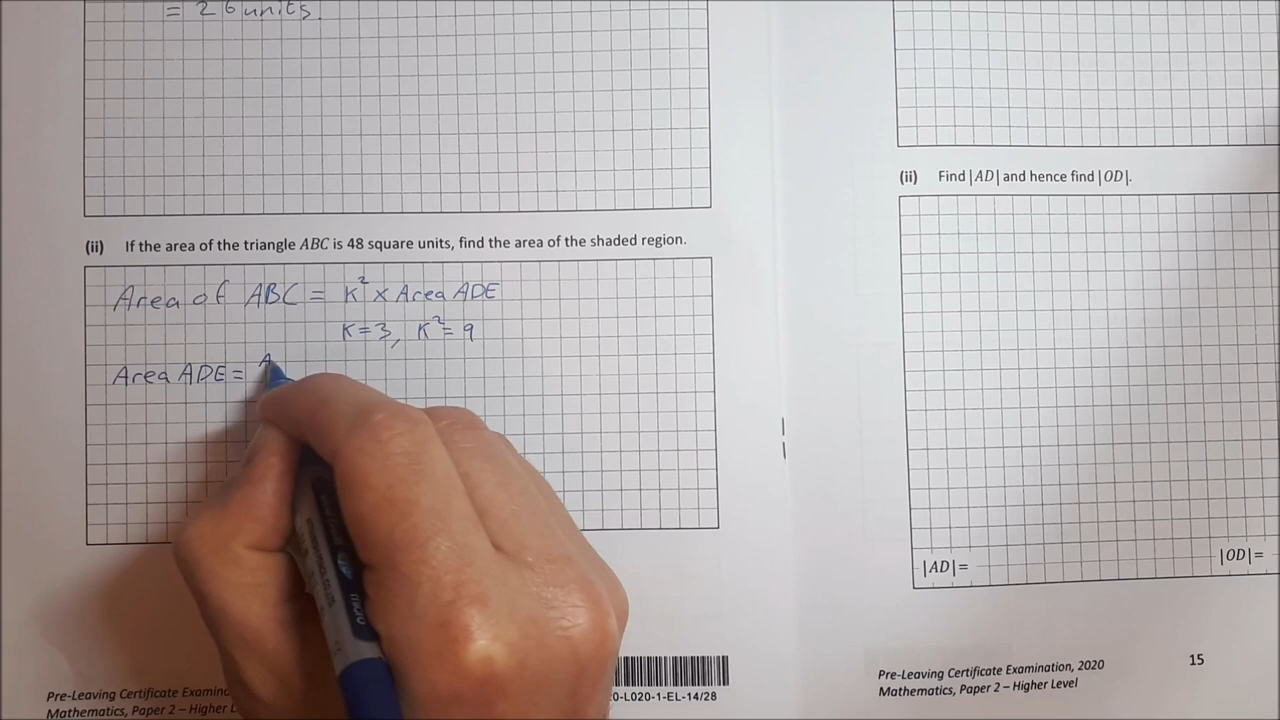 = 26 units.
(ii) If the area of the triangle ABC is 48 square units, find the area of the shaded region.
Area of ABC = K² × Area ADE
K=3, K²=9
Area ADE = A
Pre-Leaving Certificate
Mathematics, Paper 2 – Higher
0-L020-1-EL-14/28
(ii) Find |AD| and hence find |OD|.
|AD|=
|OD|=
Pre-Leaving Certificate Examination, 2020
Mathematics, Paper 2 – Higher Level
15